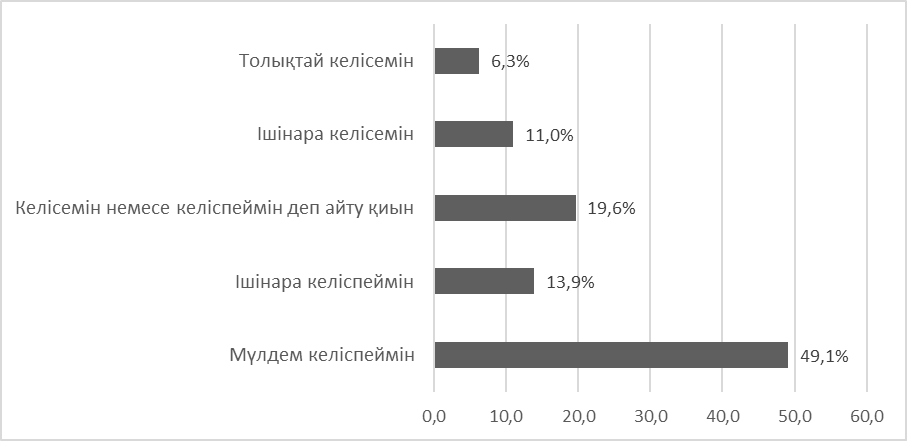 Толықтай келісемін 6,3%
Ішінара келісемін 11,0%
Келісемін немесе келіспеймін деп айту қиын 19,6%
Ішінара келіспеймін 13,9%
Мүлдем келіспеймін 49,1%
0,0 10,0 20,0 30,0 40,0 50,0 60,0